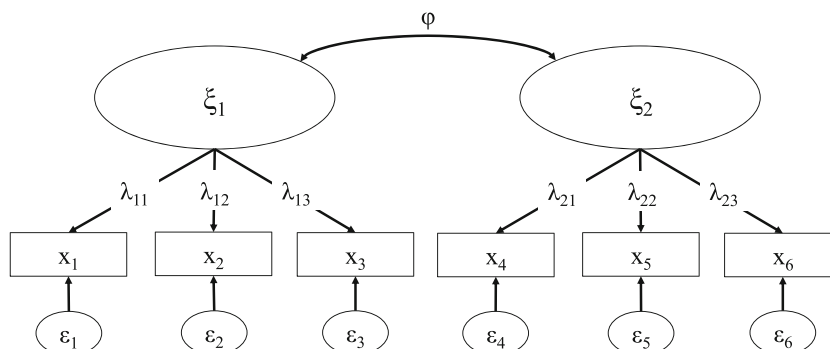 φ
ξ₁ ξ₂
λ₁₁ λ₁₂ λ₁₃ λ₂₁ λ₂₂ λ₂₃
x₁ x₂ x₃ x₄ x₅ x₆
ε₁ ε₂ ε₃ ε₄ ε₅ ε₆